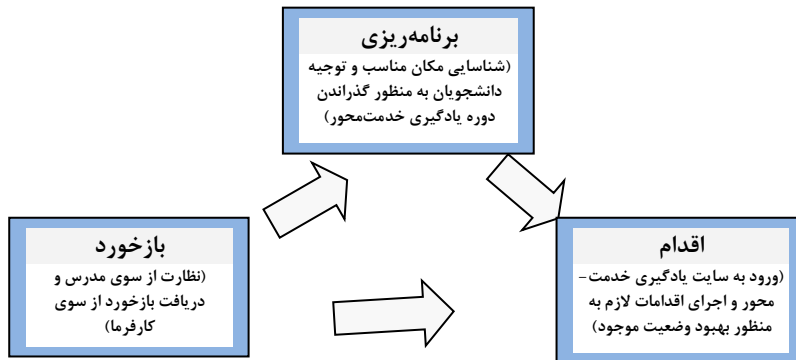 برنامه‌ریزی
(شناسایی مکان مناسب و توجیه
دانشجویان به منظور گذراندن
دوره یادگیری خدمت‌محور)
اقدام
(ورود به سایت یادگیری خدمت-
محور و اجرای اقدامات لازم به
منظور بهبود وضعیت موجود)
بازخورد
(نظارت از سوی مدرس و
دریافت بازخورد از سوی
کارفرما)